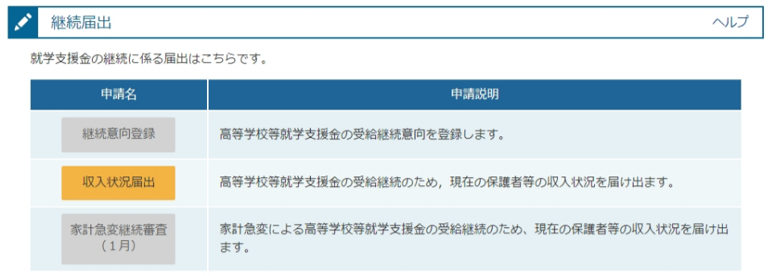 継続届出
ヘルプ
就学支援金の継続に係る届出はこちらです。
申請名
申請説明
継続意向登録
高等学校等就学支援金の受給継続意向を登録します。
収入状況届出
高等学校等就学支援金の受給継続のため，現在の保護者等の収入状況を届け出ます。
家計急変継続審査
（１月）
家計急変による高等学校等就学支援金の受給継続のため、現在の保護者等の収入状況を届け出
ます。